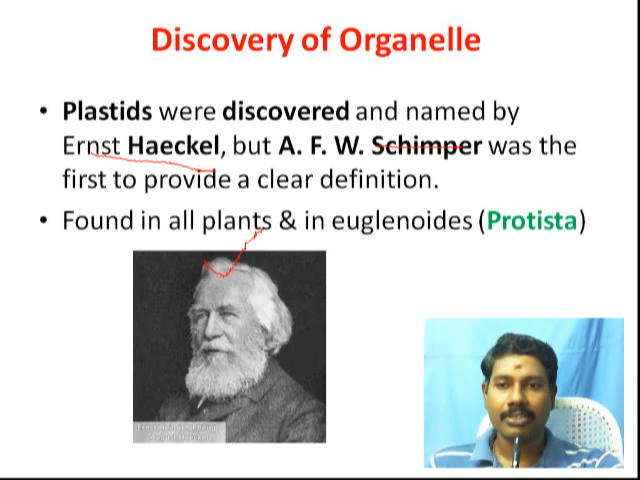 Discovery of Organelle
• Plastids were discovered and named by
Ernst Haeckel, but A. F. W. Schimper was the
first to provide a clear definition.
• Found in all plants & in euglenoides (Protista)